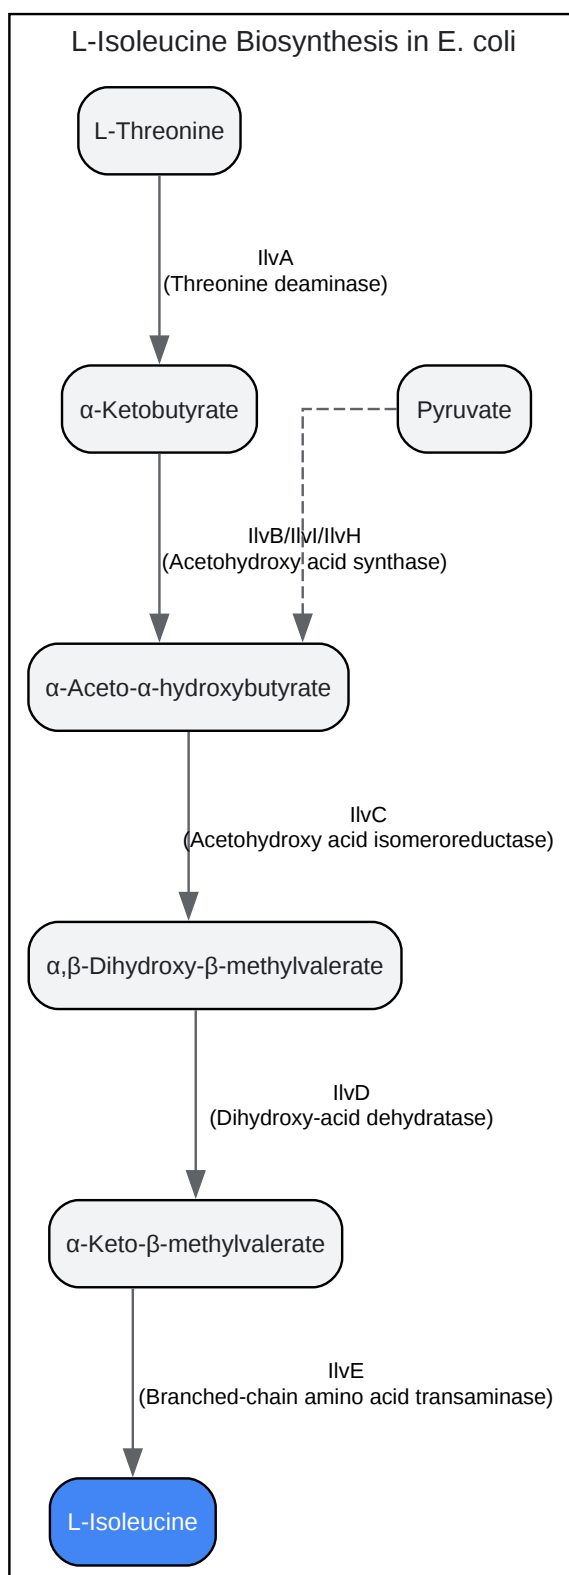 L-Isoleucine Biosynthesis in E. coli
L-Threonine
IlvA
(Threonine deaminase)
α-Ketobutyrate
Pyruvate
IlvB/IlvI/IlvH
(Acetohydroxy acid synthase)
α-Aceto-α-hydroxybutyrate
IlvC
(Acetohydroxy acid isomeroreductase)
α,β-Dihydroxy-β-methylvalerate
IlvD
(Dihydroxy-acid dehydratase)
α-Keto-β-methylvalerate
IlvE
(Branched-chain amino acid transaminase)
L-Isoleucine